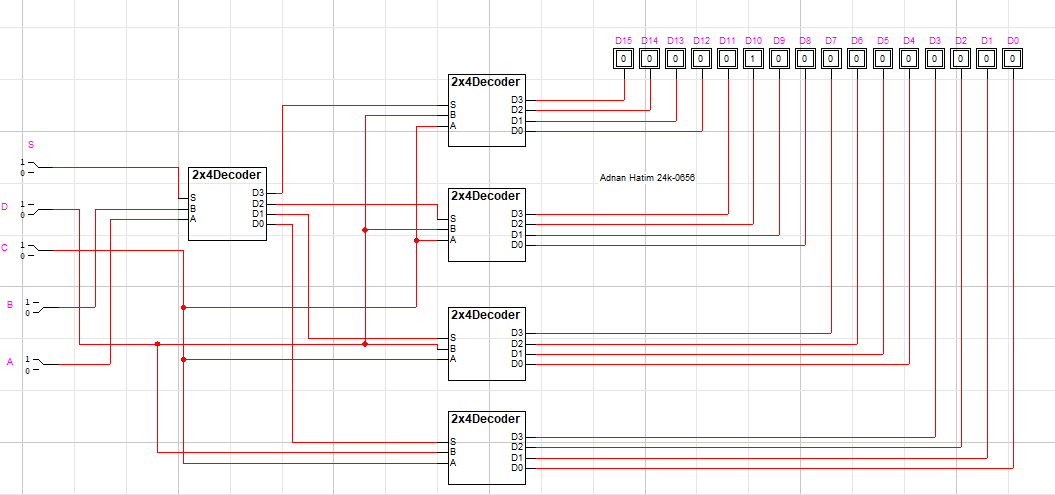 D15 D14 D13 D12 D11 D10 D9 D8 D7 D6 D5 D4 D3 D2 D1 D0
0 0 0 0 0 1 0 0 0 0 0 0 0 0 0 0
2x4Decoder
S D3
B D2
A D1
D0
S
1
0
2x4Decoder
S D3
B D2
A D1
D0
Adnan Hatim 24k-0656
2x4Decoder
S D3
B D2
A D1
D0
D 1
0
C 1
0
B 1
0
2x4Decoder
S D3
B D2
A D1
D0
A 1
0
2x4Decoder
S D3
B D2
A D1
D0